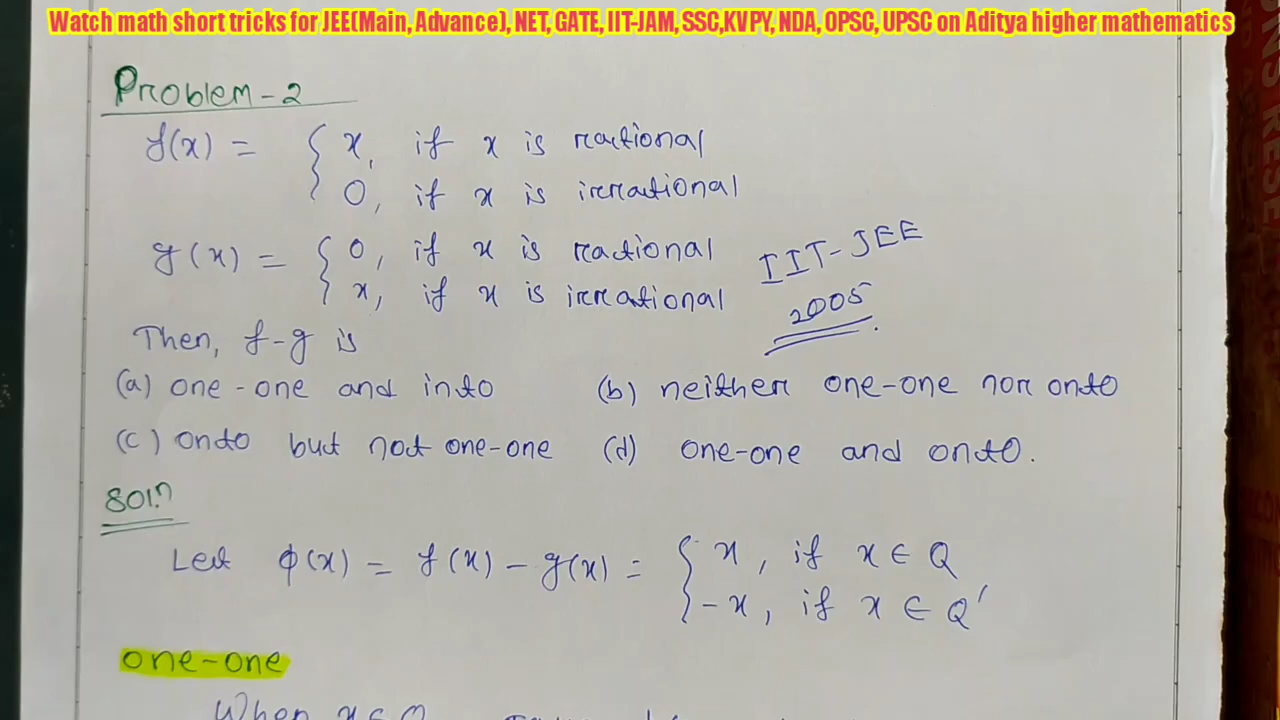 Watch math short tricks for JEE(Main, Advance), NET, GATE, IIT-JAM, SSC,KVPY, NDA, OPSC, UPSC on Aditya higher mathematics
Problem-2
f(x) = { x, if x is rational
0, if x is irrational
g(x) = { 0, if x is rational
x, if x is irrational
IIT-JEE
2005
Then, f-g is
(a) one-one and into (b) neither one-one nor onto
(c) onto but not one-one (d) one-one and onto.
Soln
Let φ(x) = f(x) - g(x) = { x, if x ∈ Q
-x, if x ∈ Q'
one-one
When x ∈ Q